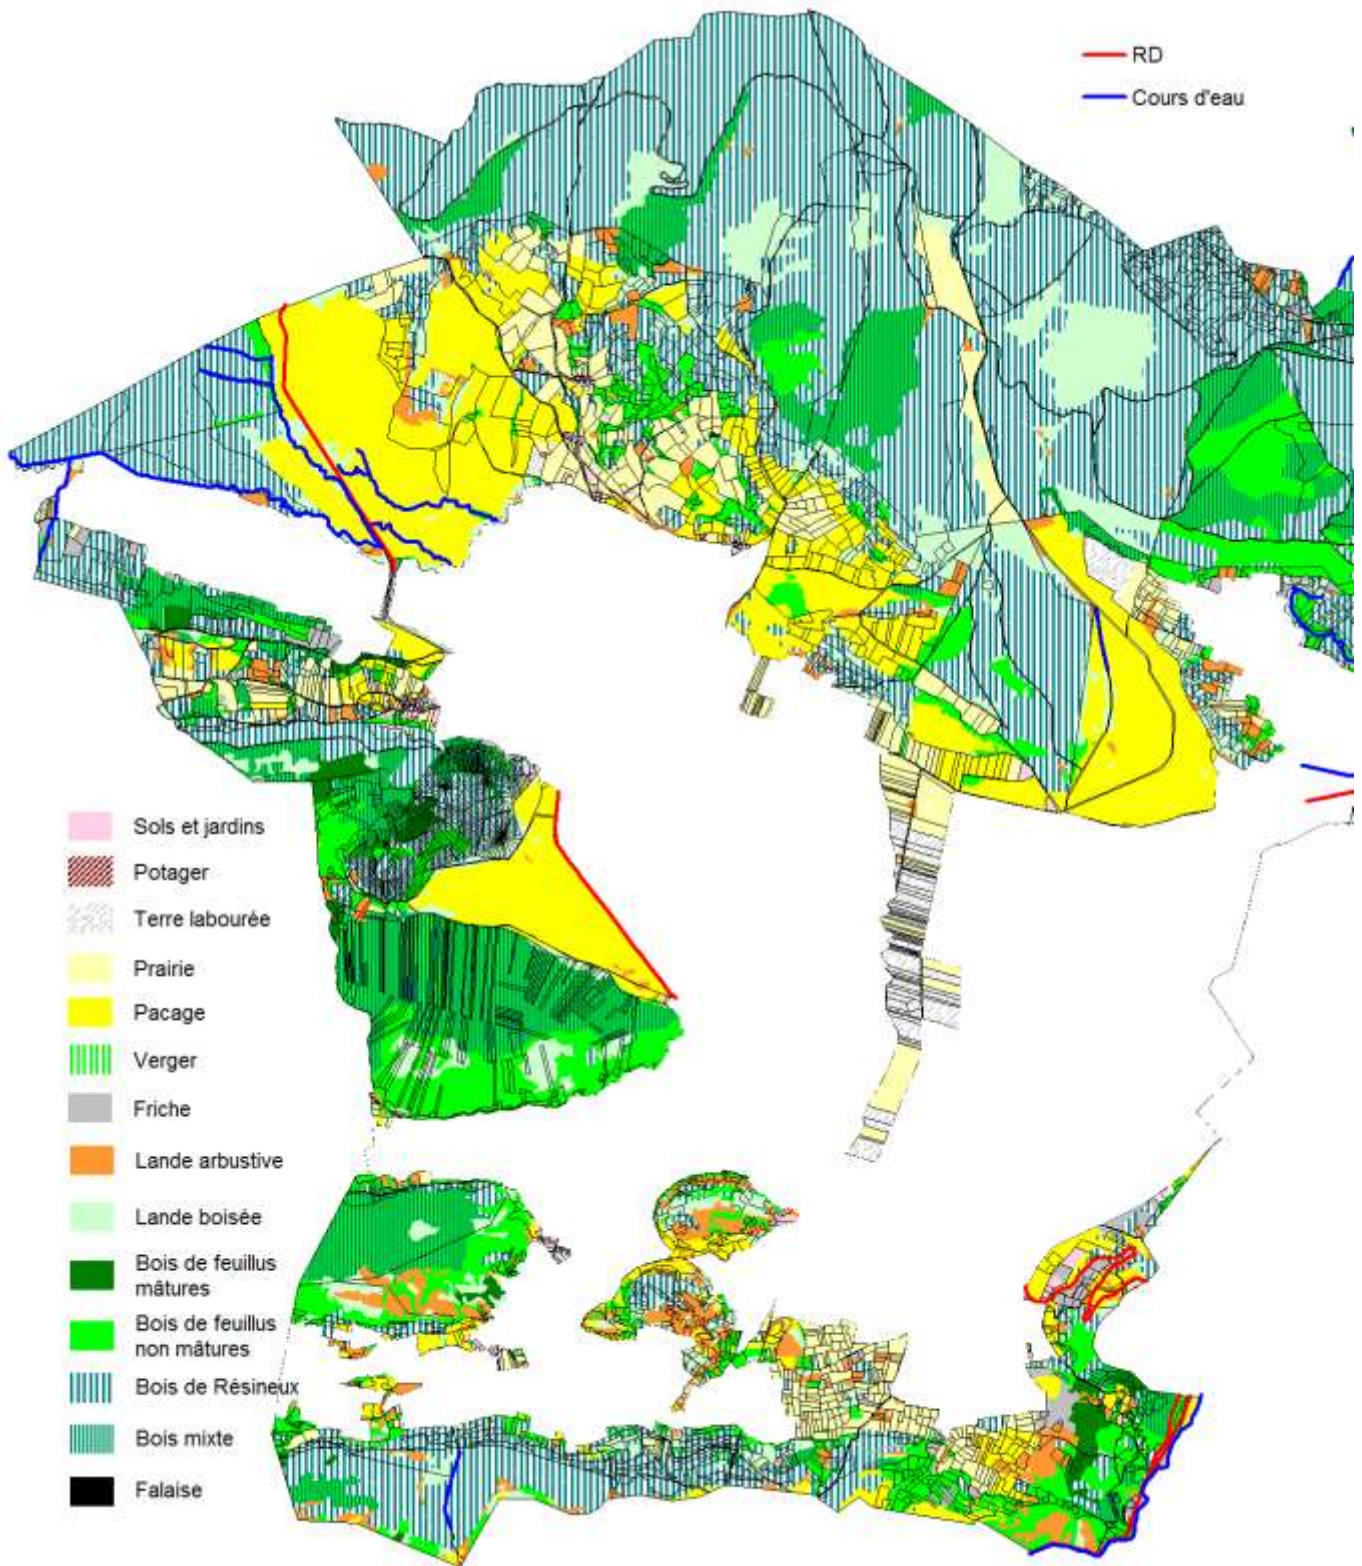 RD
Cours d'eau
Sols et jardins
Potager
Terre labourée
Prairie
Pacage
Verger
Friche
Lande arbustive
Lande boisée
Bois de feuillus
mâtures
Bois de feuillus
non mâtures
Bois de Résineux
Bois mixte
Falaise